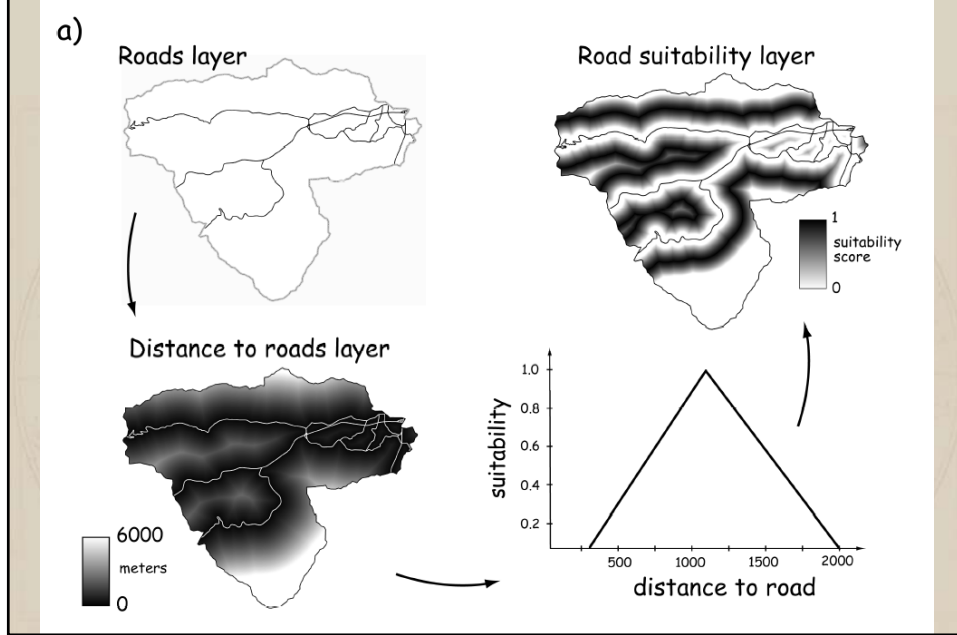 a)
Roads layer
Road suitability layer
1
suitability
score
0
Distance to roads layer
6000
meters
0
suitability
1.0
0.8
0.6
0.4
0.2
500
1000
1500
2000
distance to road